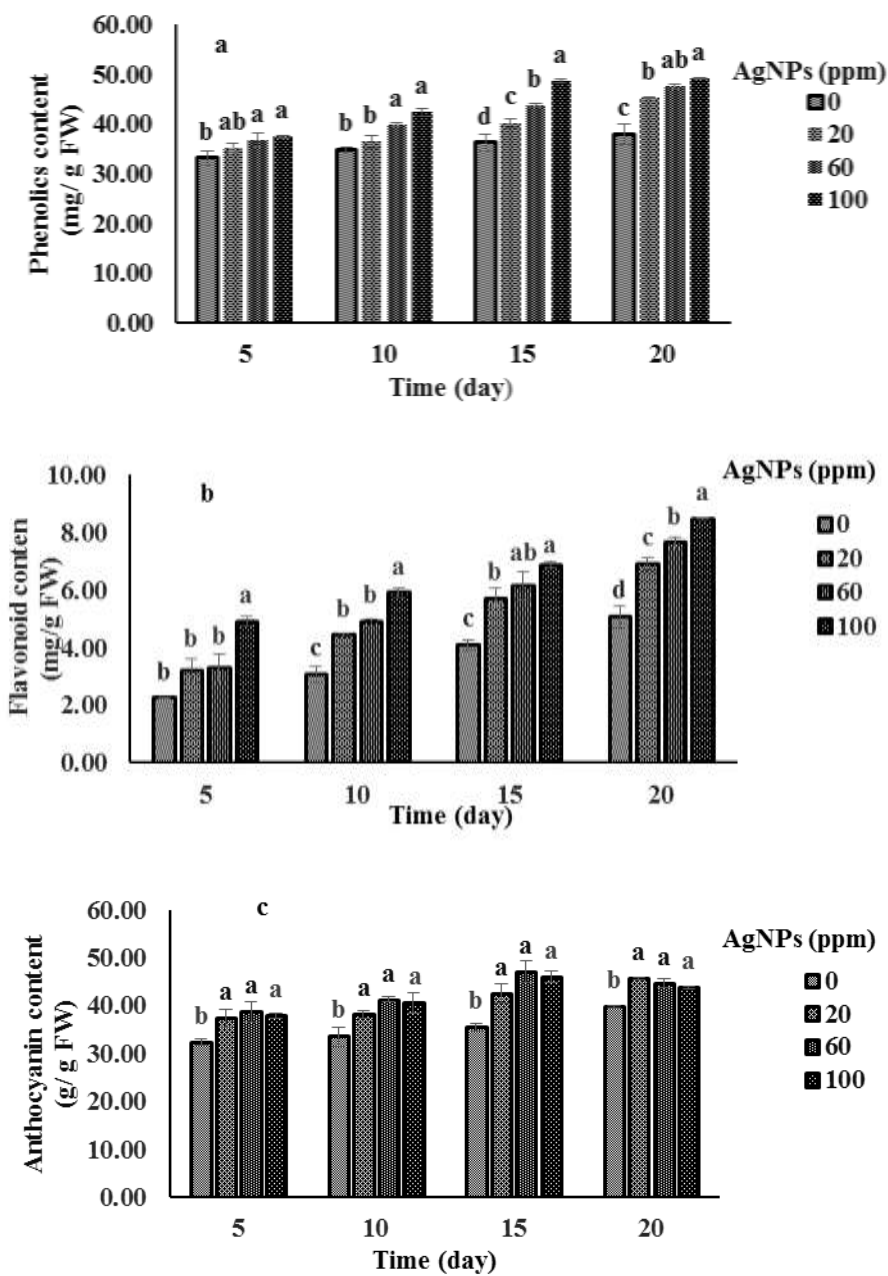 60.00
50.00
40.00
30.00
20.00
10.00
0.00
Phenolics content
(mg/ g FW)
a
b ab a a
b b a a
d c b a
c b ab a
5 10 15 20
Time (day)
AgNPs (ppm)
0
20
60
100
10.00
8.00
6.00
4.00
2.00
0.00
Flavonoid conten
(mg/g FW)
b
b b b a
c b b a
c b ab a
d c b a
5 10 15 20
Time (day)
AgNPs (ppm)
0
20
60
100
60.00
50.00
40.00
30.00
20.00
10.00
0.00
Anthocyanin content
(g/ g FW)
c
b a a a
b a a a
b a a a
b a a a
5 10 15 20
Time (day)
AgNPs (ppm)
0
20
60
100